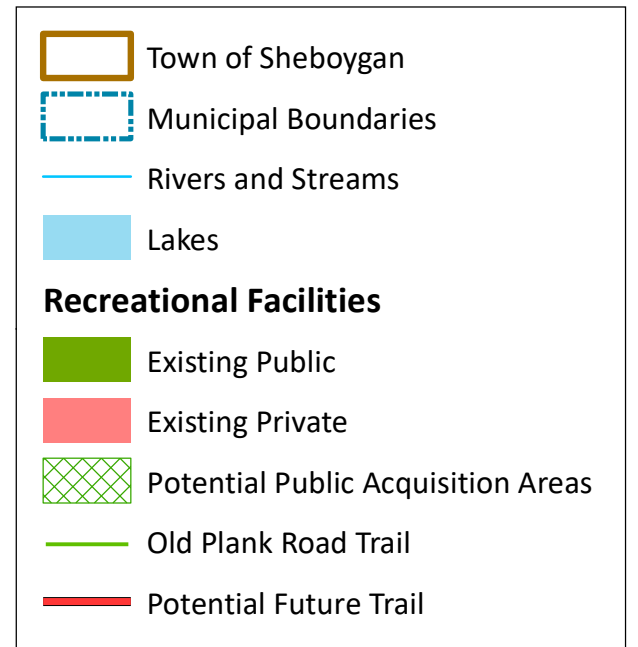 Town of Sheboygan
Municipal Boundaries
Rivers and Streams
Lakes
Recreational Facilities
Existing Public
Existing Private
Potential Public Acquisition Areas
Old Plank Road Trail
Potential Future Trail